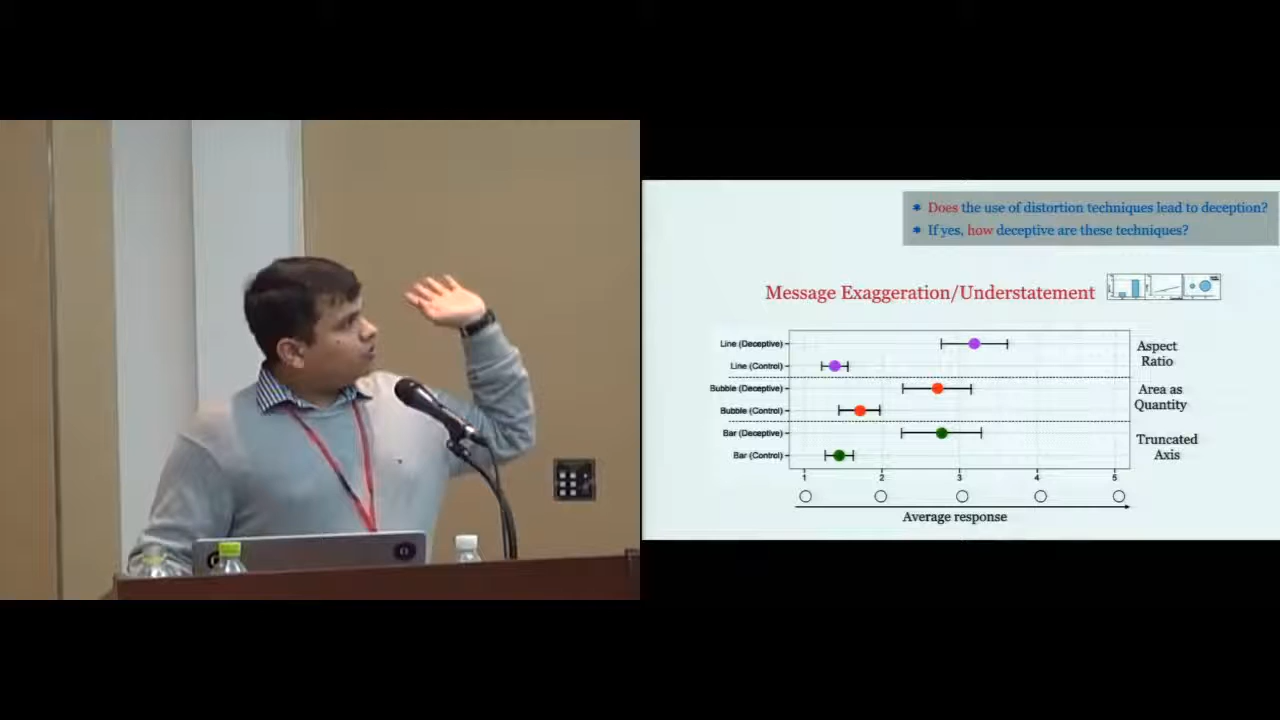 * Does the use of distortion techniques lead to deception?
* If yes, how deceptive are these techniques?
Message Exaggeration/Understatement
Line (Deceptive)
Line (Control)
Bubble (Deceptive)
Bubble (Control)
Bar (Deceptive)
Bar (Control)
Aspect
Ratio
Area as
Quantity
Truncated
Axis
1 2 3 4 5
Average response